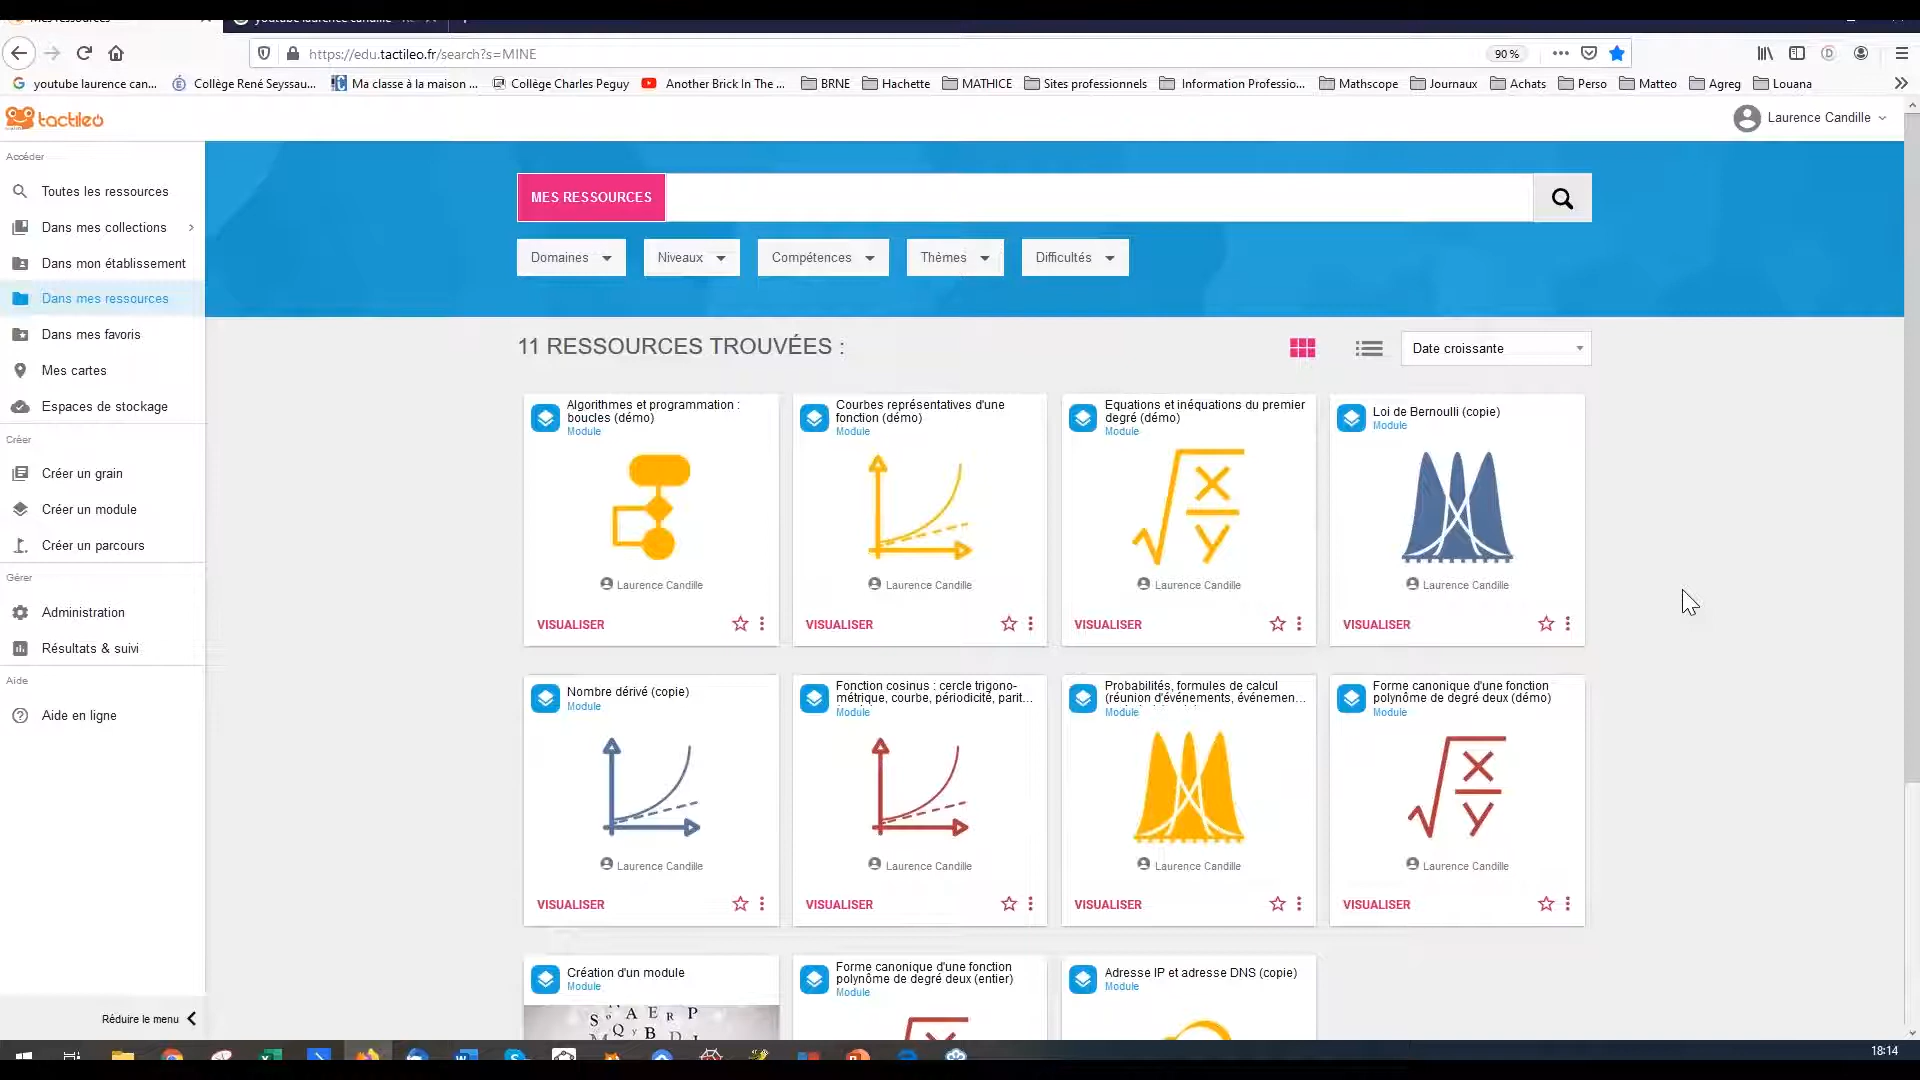 Mes ressources
youtube laurence candille
https://edu.tactileo.fr/search?s=MINE
90 %
youtube laurence can...
Collège René Seyssau...
Ma classe à la maison ...
Collège Charles Peguy
Another Brick In The ...
BRNE
Hachette
MATHICE
Sites professionnels
Information Professio...
Mathscope
Journaux
Achats
Perso
Matteo
Agreg
Louana
tactileo
Laurence Candille
Accéder
Toutes les ressources
Dans mes collections
Dans mon établissement
Dans mes ressources
Dans mes favoris
Mes cartes
Espaces de stockage
Créer
Créer un grain
Créer un module
Créer un parcours
Gérer
Administration
Résultats & suivi
Aide
Aide en ligne
Réduire le menu
MES RESSOURCES
Domaines
Niveaux
Compétences
Thèmes
Difficultés
11 RESSOURCES TROUVÉES :
Date croissante
Algorithmes et programmation :
boucles (démo)
Module
Laurence Candille
VISUALISER
Courbes représentatives d'une
fonction (démo)
Module
Laurence Candille
VISUALISER
Equations et inéquations du premier
degré (démo)
Module
Laurence Candille
VISUALISER
Loi de Bernoulli (copie)
Module
Laurence Candille
VISUALISER
Nombre dérivé (copie)
Module
Laurence Candille
VISUALISER
Fonction cosinus : cercle trigono-
métrique, courbe, périodicité, parit...
Module
Laurence Candille
VISUALISER
Probabilités, formules de calcul
(réunion d'événements, événemen...
Module
Laurence Candille
VISUALISER
Forme canonique d'une fonction
polynôme de degré deux (démo)
Module
Laurence Candille
VISUALISER
Création d'un module
Module
Forme canonique d'une fonction
polynôme de degré deux (entier)
Module
Adresse IP et adresse DNS (copie)
Module
18:14